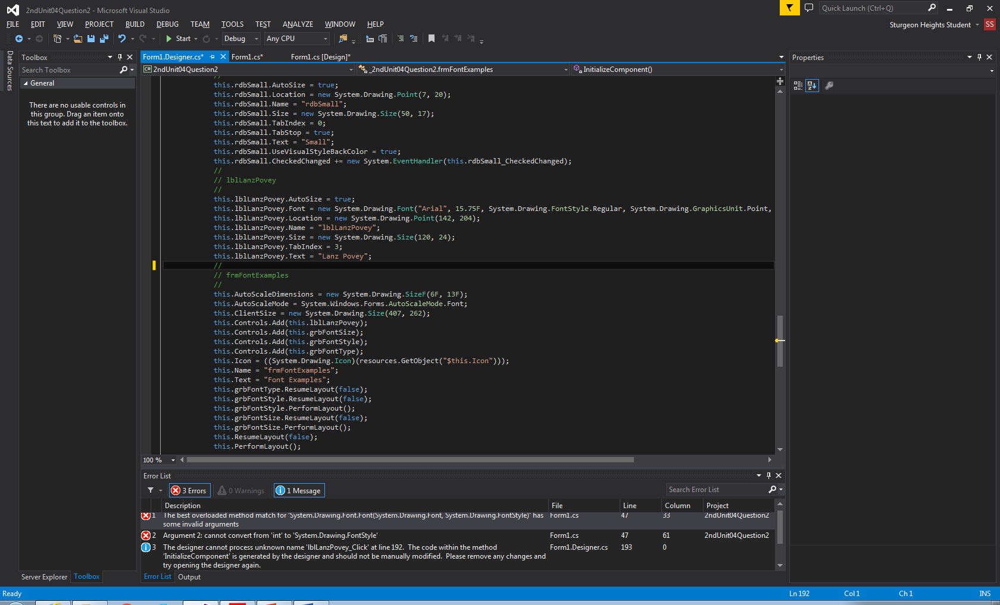 2ndUnit04Question2 - Microsoft Visual Studio
Quick Launch (Ctrl+Q)
FILE EDIT VIEW PROJECT BUILD DEBUG TEAM TOOLS TEST ANALYZE WINDOW HELP
Sturgeon Heights Student SS
Start Debug Any CPU
Data Sources
Toolbox
Search Toolbox
General
There are no usable controls in
this group. Drag an item onto
this text to add it to the toolbox.
Server Explorer Toolbox
Form1.Designer.cs* Form1.cs* Form1.cs [Design]*
C# 2ndUnit04Question2 _2ndUnit04Question2.frmFontExamples InitializeComponent()
//
this.rdbSmall.AutoSize = true;
this.rdbSmall.Location = new System.Drawing.Point(7, 20);
this.rdbSmall.Name = "rdbSmall";
this.rdbSmall.Size = new System.Drawing.Size(50, 17);
this.rdbSmall.TabIndex = 0;
this.rdbSmall.TabStop = true;
this.rdbSmall.Text = "Small";
this.rdbSmall.UseVisualStyleBackColor = true;
this.rdbSmall.CheckedChanged += new System.EventHandler(this.rdbSmall_CheckedChanged);
//
// lblLanzPovey
//
this.lblLanzPovey.AutoSize = true;
this.lblLanzPovey.Font = new System.Drawing.Font("Arial", 15.75F, System.Drawing.FontStyle.Regular, System.Drawing.GraphicsUnit.Point,
this.lblLanzPovey.Location = new System.Drawing.Point(142, 204);
this.lblLanzPovey.Name = "lblLanzPovey";
this.lblLanzPovey.Size = new System.Drawing.Size(120, 24);
this.lblLanzPovey.TabIndex = 3;
this.lblLanzPovey.Text = "Lanz Povey";
//
// frmFontExamples
//
this.AutoScaleDimensions = new System.Drawing.SizeF(6F, 13F);
this.AutoScaleMode = System.Windows.Forms.AutoScaleMode.Font;
this.ClientSize = new System.Drawing.Size(407, 262);
this.Controls.Add(this.lblLanzPovey);
this.Controls.Add(this.grbFontSize);
this.Controls.Add(this.grbFontStyle);
this.Controls.Add(this.grbFontType);
this.Icon = ((System.Drawing.Icon)(resources.GetObject("$this.Icon")));
this.Name = "frmFontExamples";
this.Text = "Font Examples";
this.grbFontType.ResumeLayout(false);
this.grbFontStyle.ResumeLayout(false);
this.grbFontStyle.PerformLayout();
this.grbFontSize.ResumeLayout(false);
this.grbFontSize.PerformLayout();
this.ResumeLayout(false);
this.PerformLayout();
100 %
Error List
3 Errors 0 Warnings 1 Message
Search Error List
Description File Line Column Project
1 The best overloaded method match for 'System.Drawing.Font.Font(System.Drawing.Font, System.Drawing.FontStyle)' has Form1.cs 47 33 2ndUnit04Question2
some invalid arguments
2 Argument 2: cannot convert from 'int' to 'System.Drawing.FontStyle' Form1.cs 47 61 2ndUnit04Question2
3 The designer cannot process unknown name 'lblLanzPovey_Click' at line 192. The code within the method Form1.Designer.cs 193 0
'InitializeComponent' is generated by the designer and should not be manually modified. Please remove any changes and
try opening the designer again.
Error List Output
Properties
Ready Ln 192 Col 1 Ch 1 INS